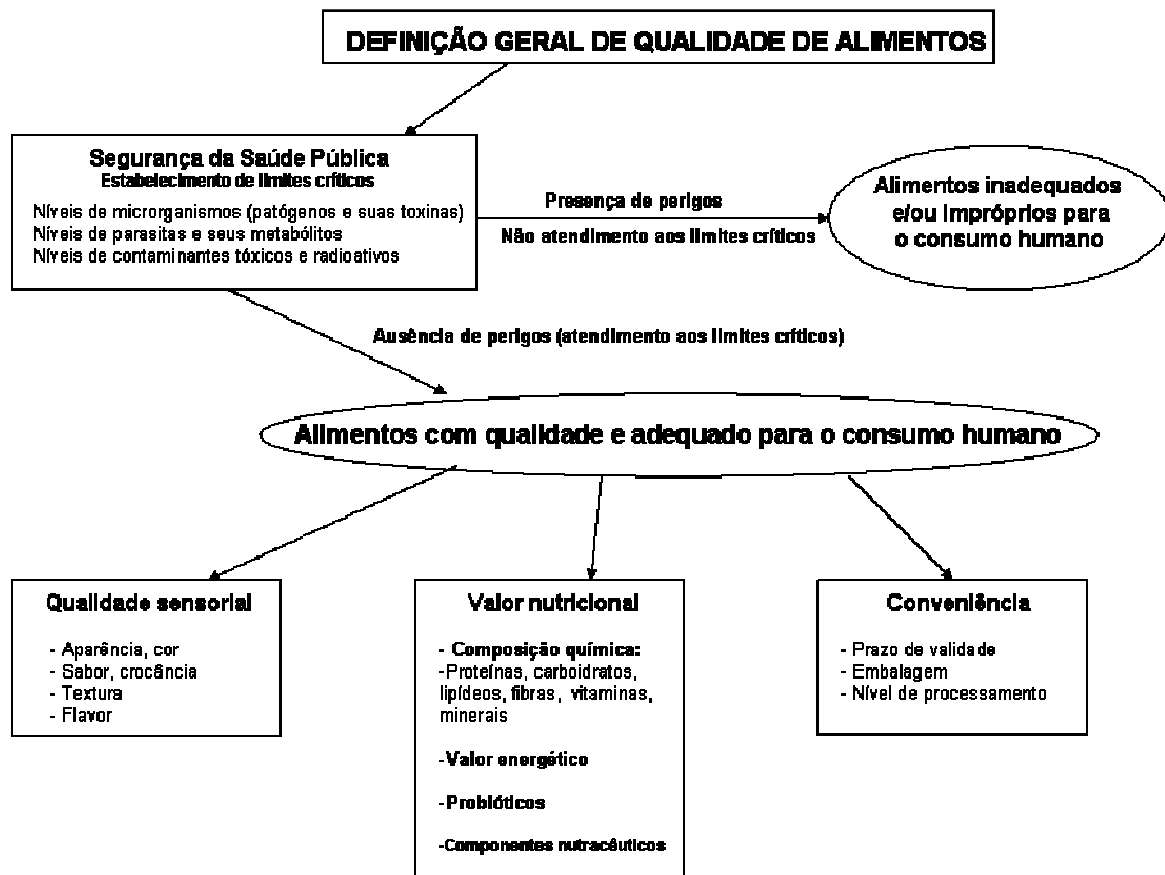 DEFINIÇÃO GERAL DE QUALIDADE DE ALIMENTOS
Segurança da Saúde Pública
Estabelecimento de limites críticos
Níveis de microrganismos (patógenos e suas toxinas)
Níveis de parasitas e seus metabólitos
Níveis de contaminantes tóxicos e radioativos
Presença de perigos
Não atendimento aos limites críticos
Alimentos inadequados
e/ou impróprios para
o consumo humano
Ausência de perigos (atendimento aos limites críticos)
Alimentos com qualidade e adequado para o consumo humano
Qualidade sensorial
- Aparência, cor
- Sabor, crocância
- Textura
- Flavor
Valor nutricional
- Composição química:
-Proteínas, carboidratos,
lipídeos, fibras, vitaminas,
minerais
-Valor energético
-Probióticos
-Componentes nutracêuticos
Conveniência
- Prazo de validade
- Embalagem
- Nível de processamento